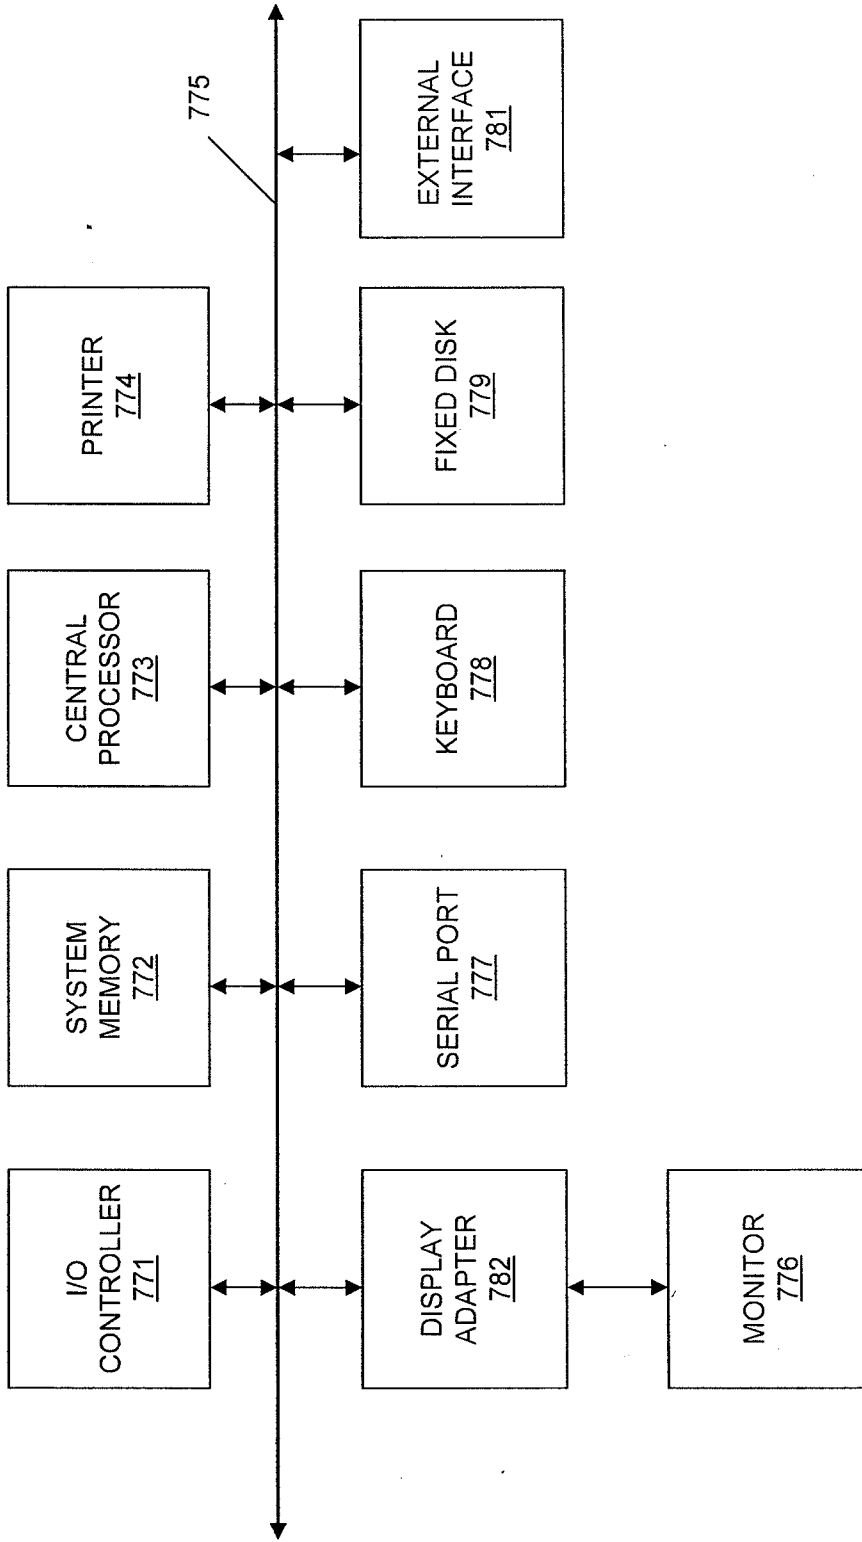 I/O
CONTROLLER
771
SYSTEM
MEMORY
772
CENTRAL
PROCESSOR
773
PRINTER
774
775
DISPLAY
ADAPTER
782
SERIAL PORT
777
KEYBOARD
778
FIXED DISK
779
EXTERNAL
INTERFACE
781
MONITOR
776